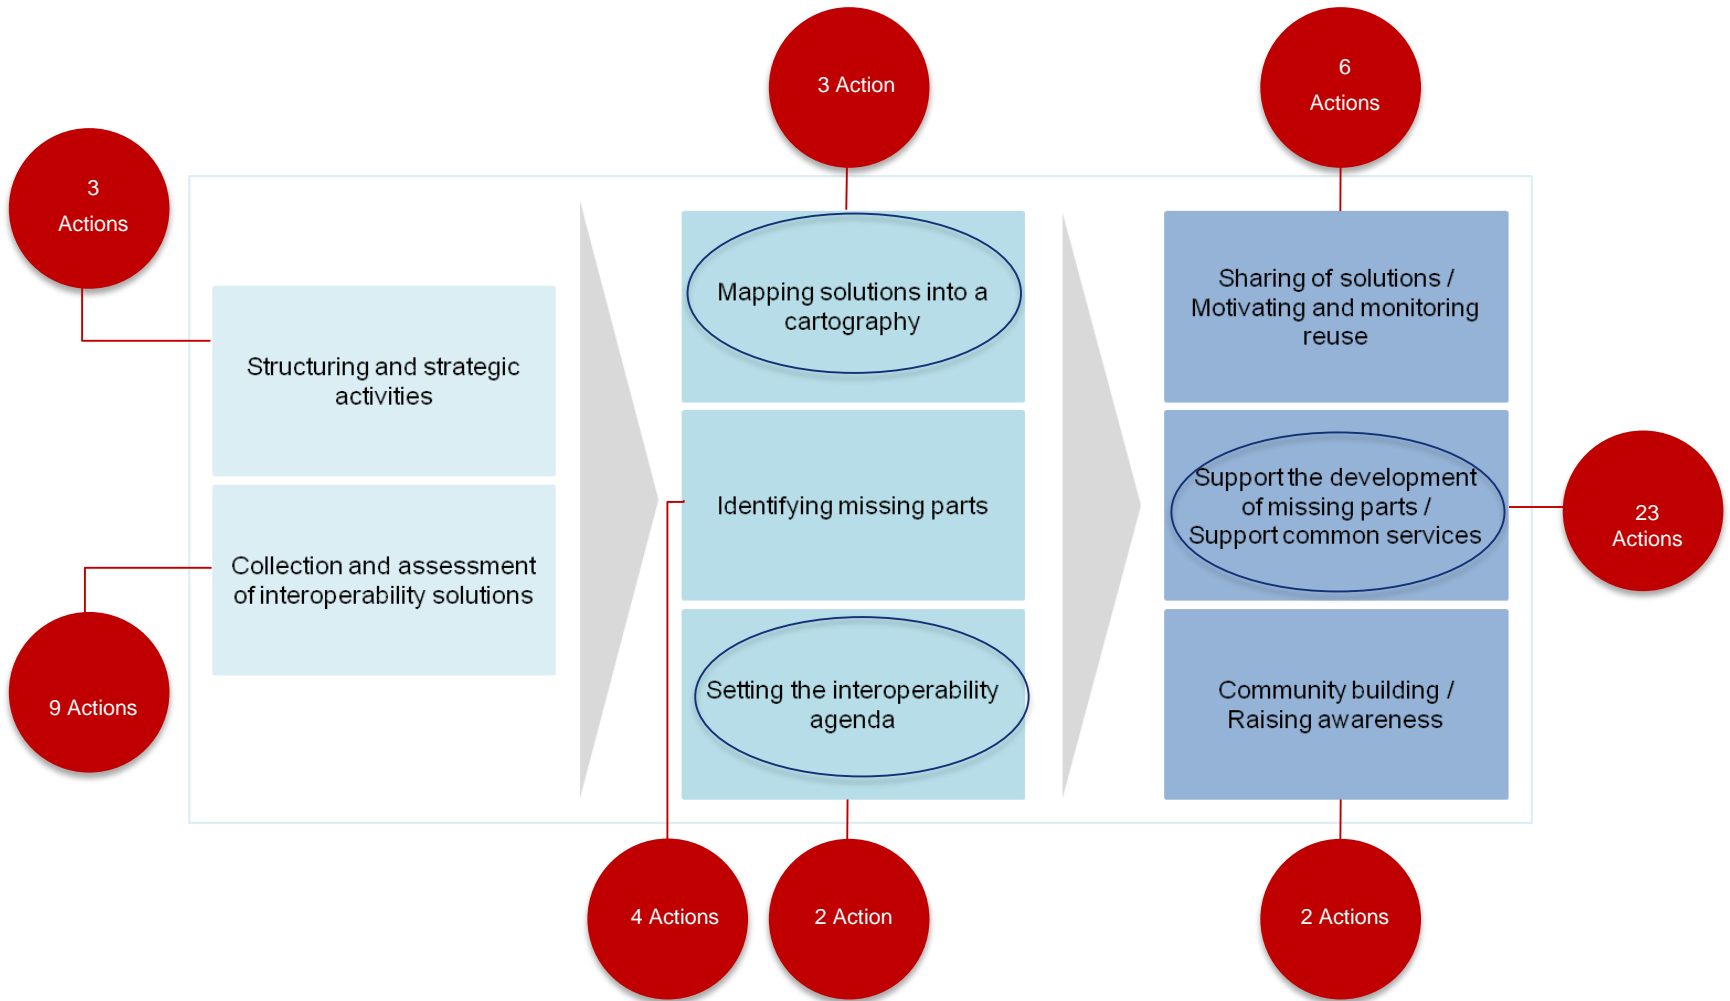 3 Action
6
Actions
3
Actions
Structuring and strategic
activities
Collection and assessment
of interoperability solutions
9 Actions
Mapping solutions into a
cartography
Identifying missing parts
Setting the interoperability
agenda
4 Actions
2 Action
Sharing of solutions /
Motivating and monitoring
reuse
Support the development
of missing parts /
Support common services
23
Actions
Community building /
Raising awareness
2 Actions